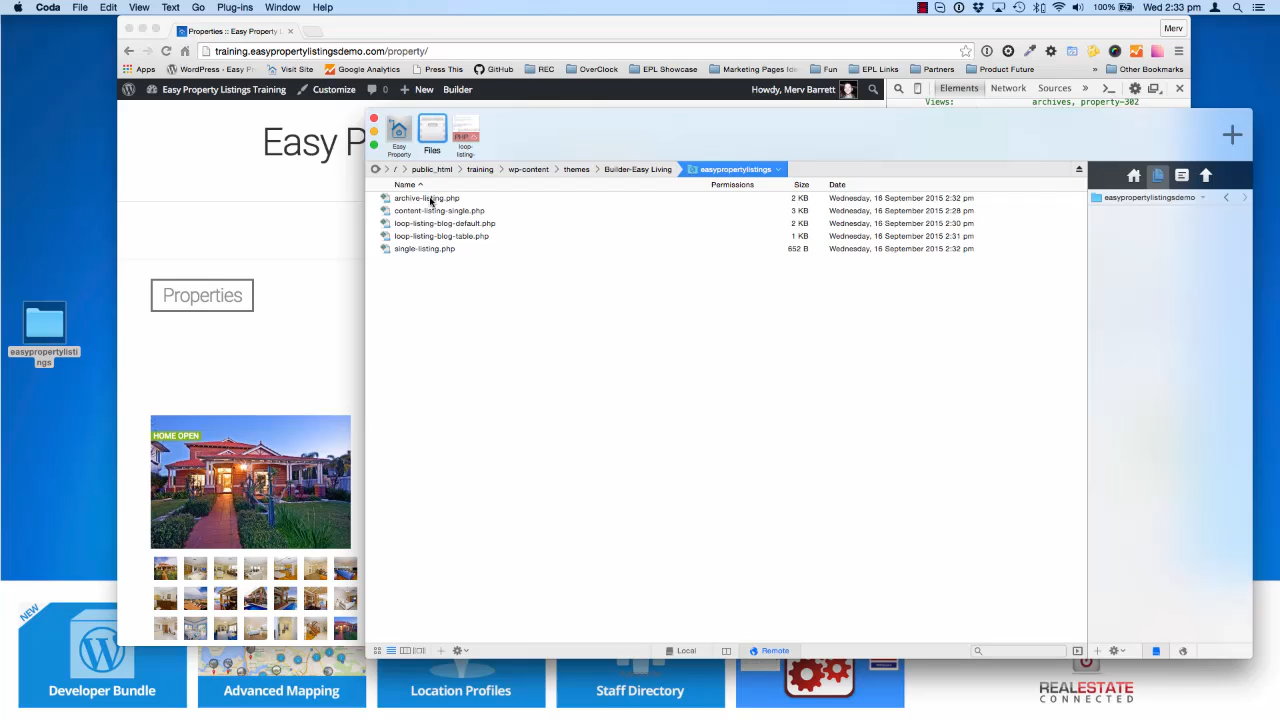 Coda File Edit View Text Go Plug-ins Window Help 100% Wed 2:33 pm
Properties :: Easy Property L Merv
training.easypropertylistingsdemo.com/property/
Apps WordPress - Easy P Visit Site Google Analytics Press This GitHub REC OverClock EPL Showcase Marketing Pages Ide Fun EPL Links Partners Product Future » Other Bookmarks
Easy Property Listings Training Customize 0 New Builder Howdy, Merv Barrett Elements Network Sources »
Views: archives, property-302
Easy P
Easy Property Files loop-listing-
/ public_html training wp-content themes Builder-Easy Living easypropertylistings
Name Permissions Size Date
archive-listing.php 2 KB Wednesday, 16 September 2015 2:32 pm
content-listing-single.php 3 KB Wednesday, 16 September 2015 2:28 pm
loop-listing-blog-default.php 2 KB Wednesday, 16 September 2015 2:30 pm
loop-listing-blog-table.php 1 KB Wednesday, 16 September 2015 2:31 pm
single-listing.php 652 B Wednesday, 16 September 2015 2:32 pm
easypropertylistingsdemo
Properties
easypropertylisti
ngs
HOME OPEN
Local Remote
NEW
Developer Bundle Advanced Mapping Location Profiles Staff Directory
REALESTATE
CONNECTED